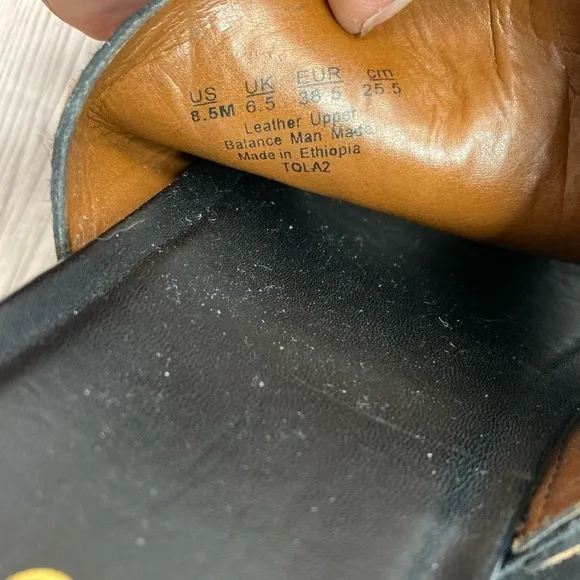 US UK EUR cm
8.5M 6.5 38.5 25.5
Leather Upper
Balance Man Made
Made in Ethiopia
TOLA2